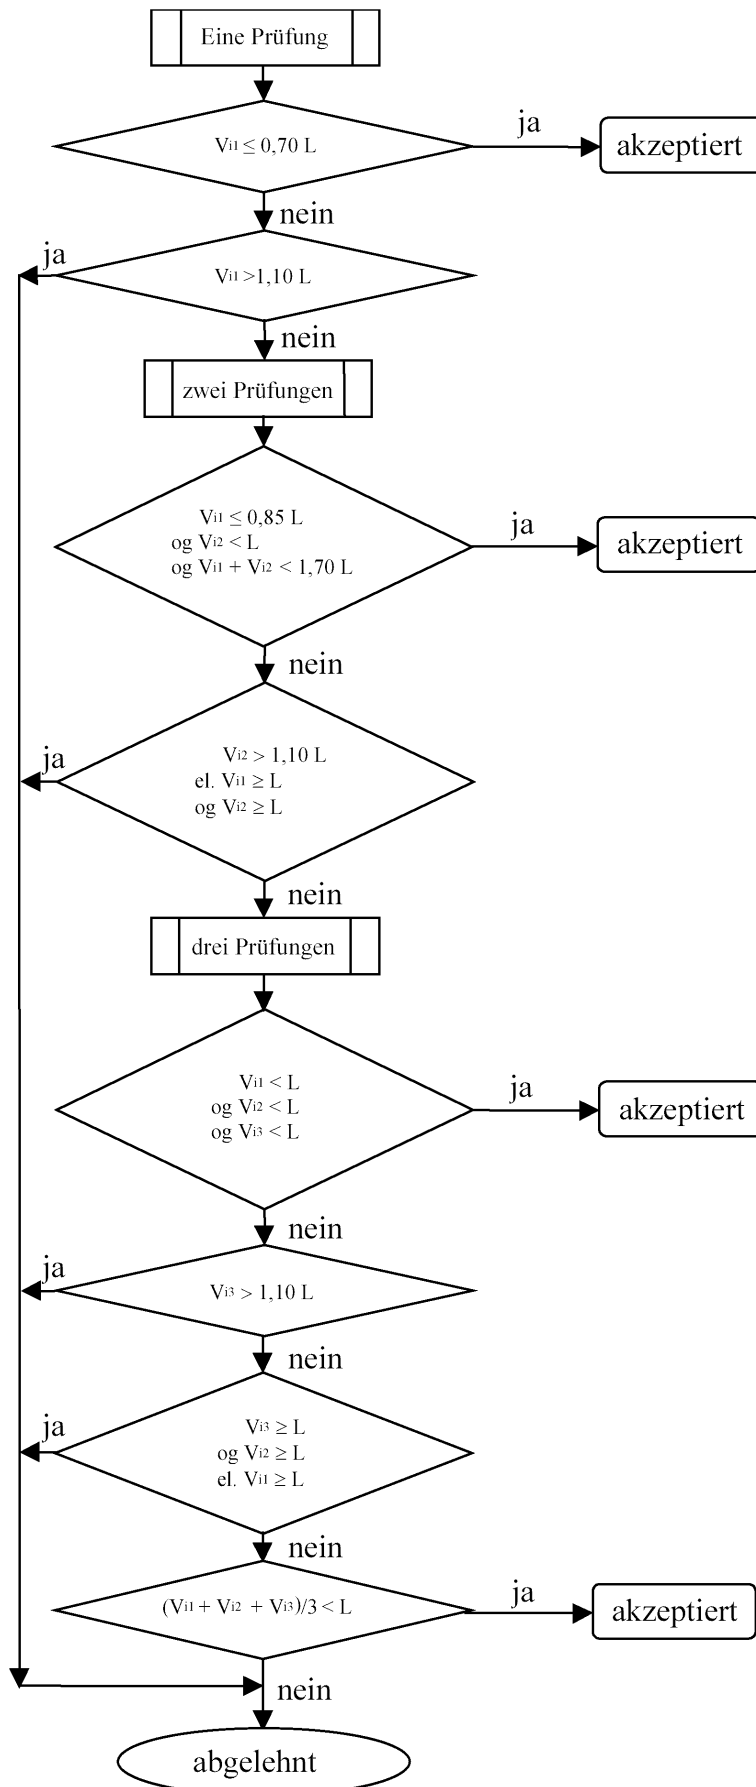 Eine Prüfung
Vi1 ≤ 0,70 L
ja
akzeptiert
nein
ja
Vi1 >1,10 L
nein
zwei Prüfungen
Vi1 ≤ 0,85 L
og Vi2 < L
og Vi1 + Vi2 < 1,70 L
ja
akzeptiert
nein
ja
Vi2 > 1,10 L
el. Vi1 ≥ L
og Vi2 ≥ L
nein
drei Prüfungen
Vi1 < L
og Vi2 < L
og Vi3 < L
ja
akzeptiert
nein
ja
Vi3 > 1,10 L
nein
ja
Vi3 ≥ L
og Vi2 ≥ L
el. Vi1 ≥ L
nein
(Vi1 + Vi2 + Vi3)/3 < L
ja
akzeptiert
nein
abgelehnt